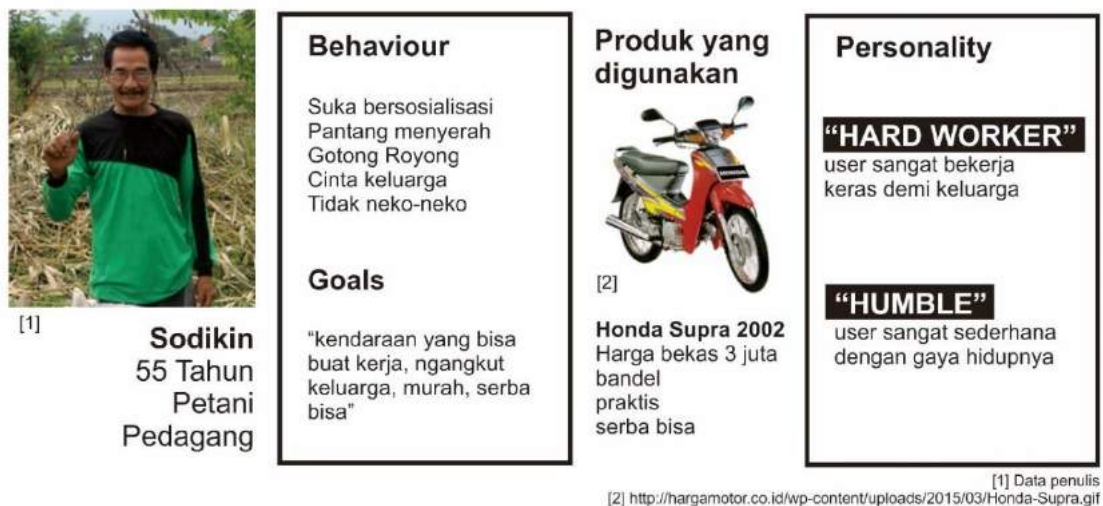 [1]
Sodikin
55 Tahun
Petani
Pedagang
Behaviour
Suka bersosialisasi
Pantang menyerah
Gotong Royong
Cinta keluarga
Tidak neko-neko
Goals
“kendaraan yang bisa
buat kerja, ngangkut
keluarga, murah, serba
bisa”
Produk yang
digunakan
HONDA
[2]
Honda Supra 2002
Harga bekas 3 juta
bandel
praktis
serba bisa
Personality
“HARD WORKER”
user sangat bekerja
keras demi keluarga
“HUMBLE”
user sangat sederhana
dengan gaya hidupnya
[1] Data penulis
[2] http://hargamotor.co.id/wp-content/uploads/2015/03/Honda-Supra.gif